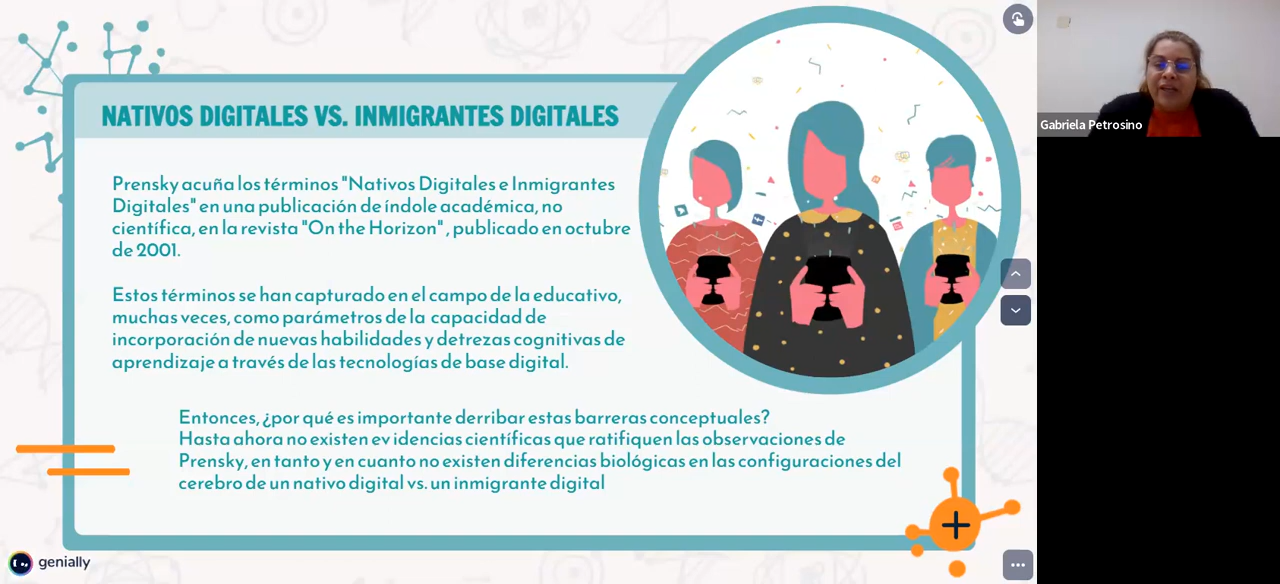 NATIVOS DIGITALES VS. INMIGRANTES DIGITALES
Prensky acuña los términos "Nativos Digitales e Inmigrantes
Digitales" en una publicación de índole académica, no
científica, en la revista "On the Horizon" , publicado en octubre
de 2001.
Estos términos se han capturado en el campo de la educativo,
muchas veces, como parámetros de la capacidad de
incorporación de nuevas habilidades y detrezas cognitivas de
aprendizaje a través de las tecnologías de base digital.
Entonces, ¿por qué es importante derribar estas barreras conceptuales?
Hasta ahora no existen ev idencias científicas que ratifiquen las observaciones de
Prensky, en tanto y en cuanto no existen diferencias biológicas en las configuraciones del
cerebro de un nativo digital vs. un inmigrante digital
genially
Gabriela Petrosino